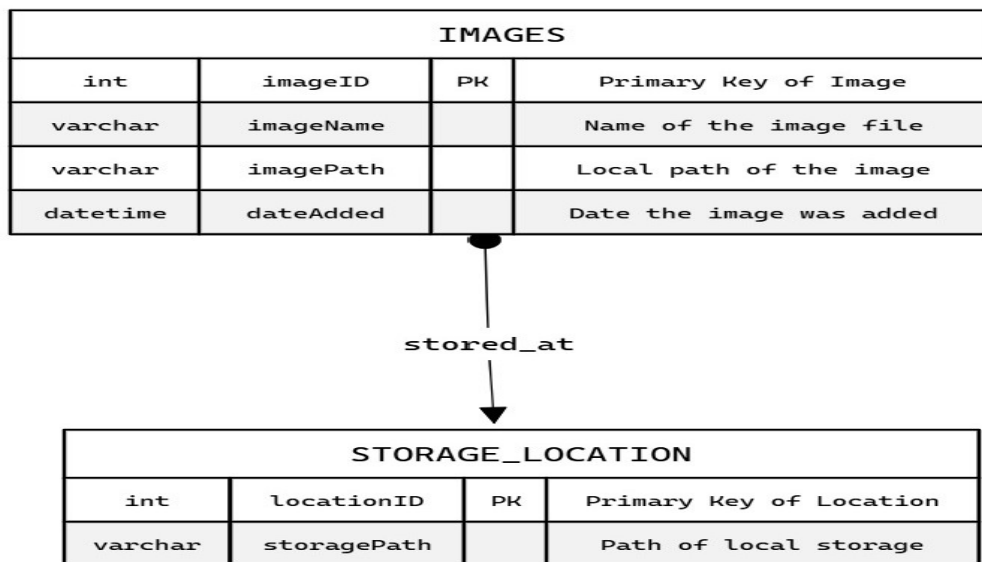 IMAGES
int imageID PK Primary Key of Image
varchar imageName Name of the image file
varchar imagePath Local path of the image
datetime dateAdded Date the image was added
stored_at
STORAGE_LOCATION
int locationID PK Primary Key of Location
varchar storagePath Path of local storage